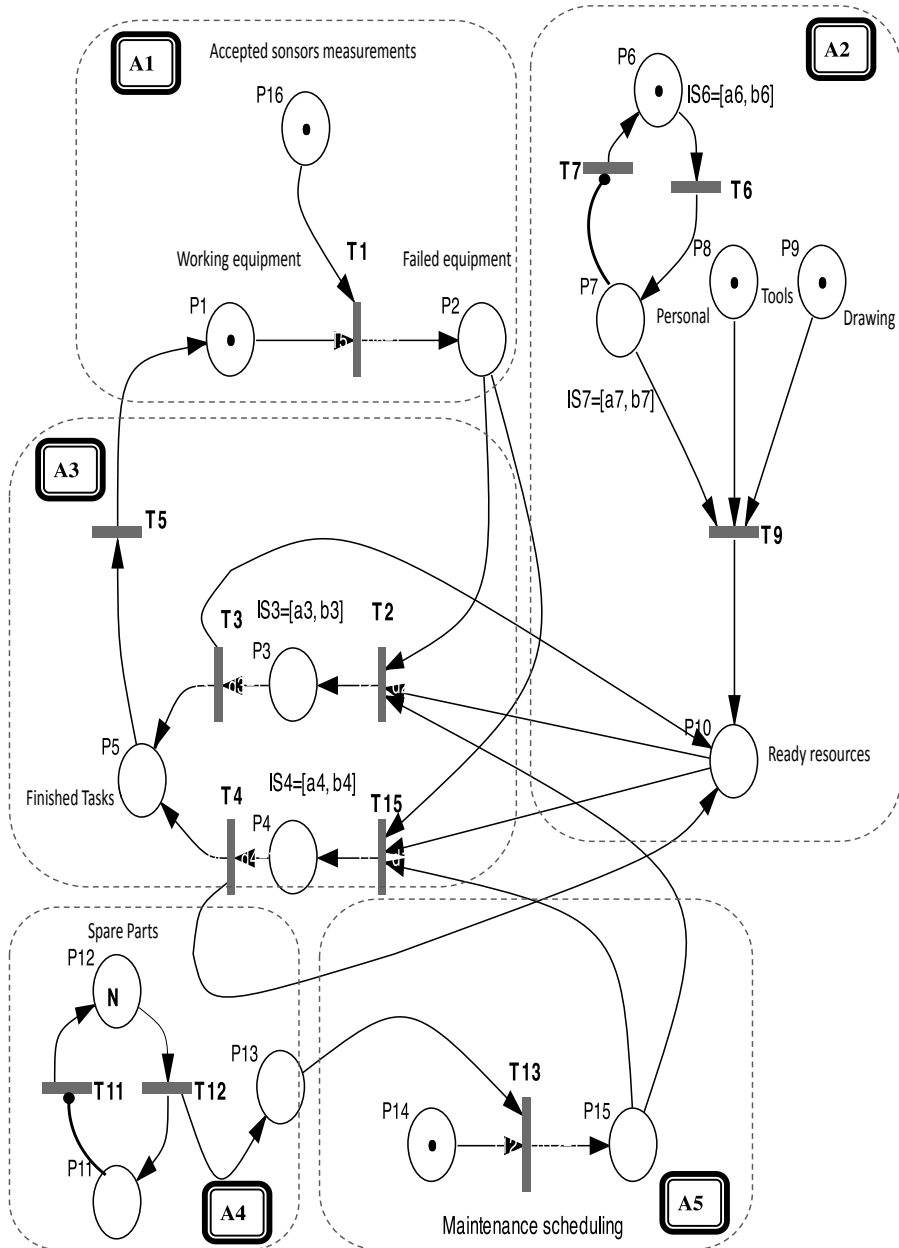 A1
Accepted sonsors measurements
P16
T1
Working equipment
Failed equipment
P1
P2
A2
P6
IS6=[a6, b6]
T7
T6
P7
P8
P9
Personal
Tools
Drawing
IS7=[a7, b7]
T9
P10
Ready resources
A3
T5
T3
IS3=[a3, b3]
T2
P3
d3
P5
Finished Tasks
T4
IS4=[a4, b4]
T15
P4
Spare Parts
P12
N
T11
T12
P11
P13
A4
T13
P14
P15
A5
Maintenance scheduling